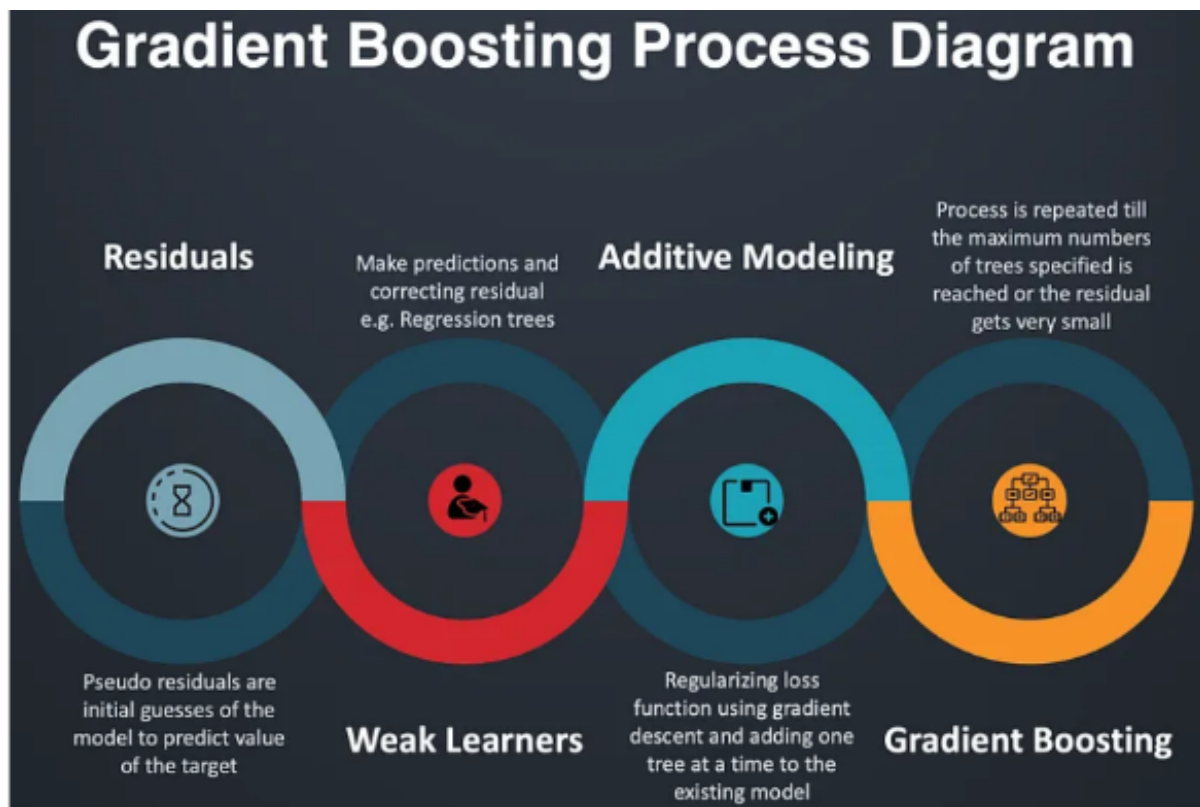 Gradient Boosting Process Diagram
Residuals
Pseudo residuals are
initial guesses of the
model to predict value
of the target
Make predictions and
correcting residual
e.g. Regression trees
Weak Learners
Additive Modeling
Regularizing loss
function using gradient
descent and adding one
tree at a time to the
existing model
Process is repeated till
the maximum numbers
of trees specified is
reached or the residual
gets very small
Gradient Boosting